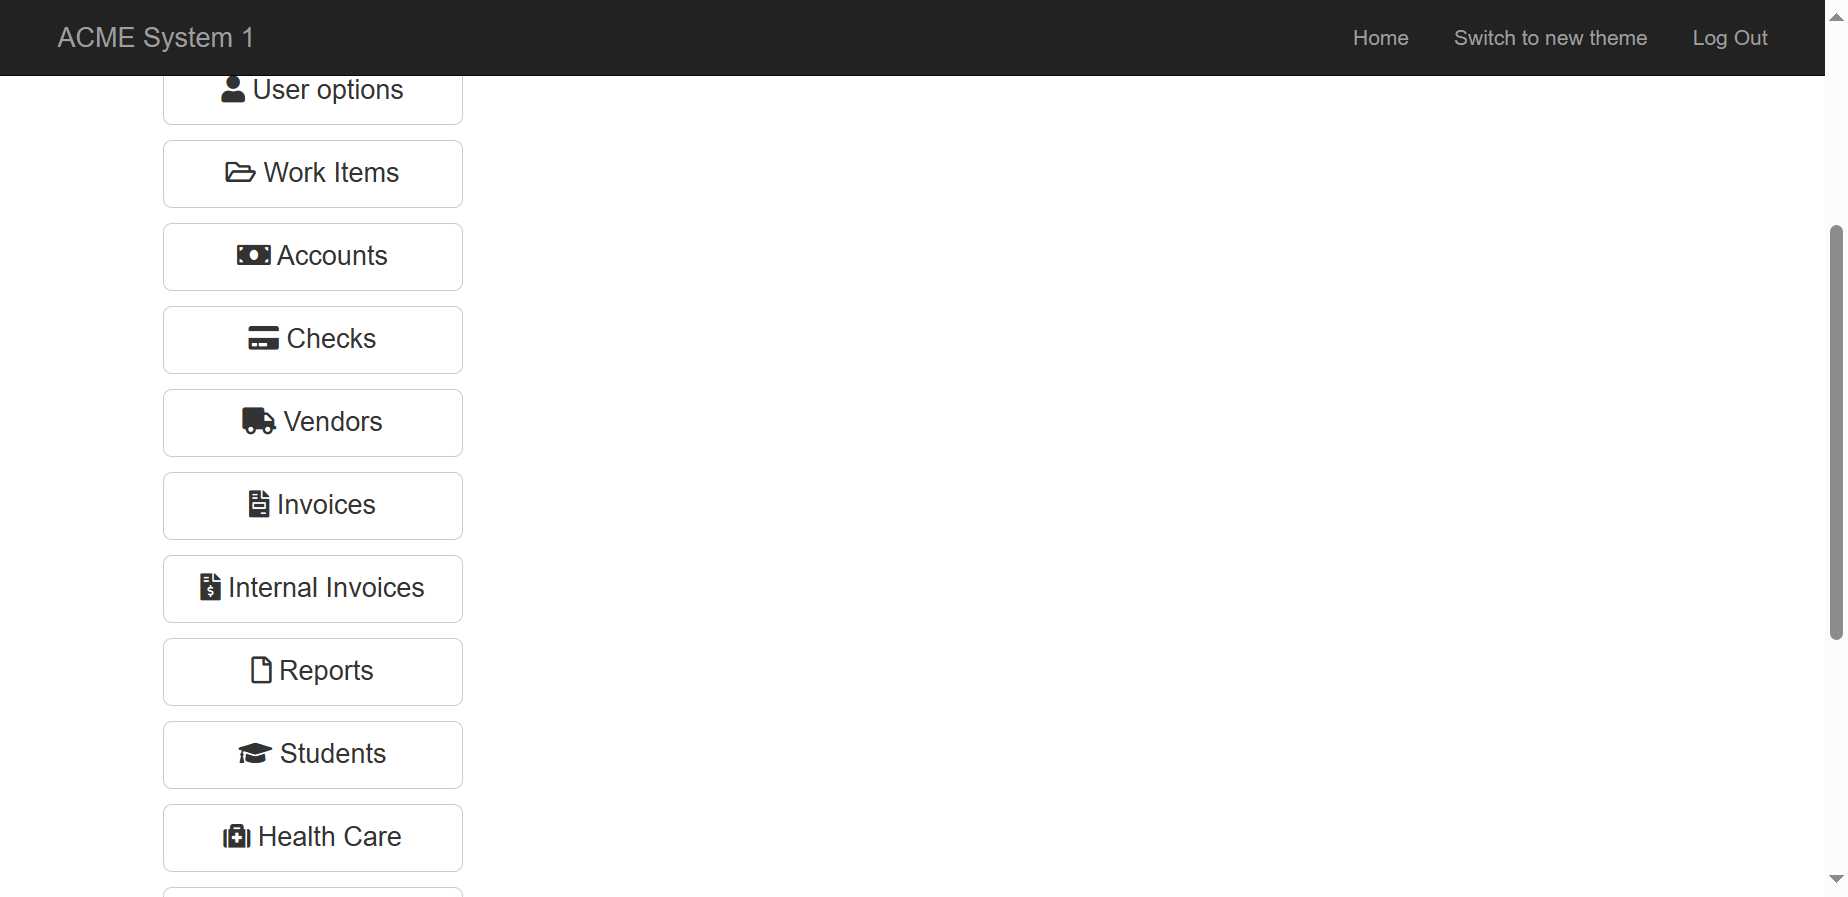 ACME System 1
Home
Switch to new theme
Log Out
User options
Work Items
Accounts
Checks
Vendors
Invoices
Internal Invoices
Reports
Students
Health Care